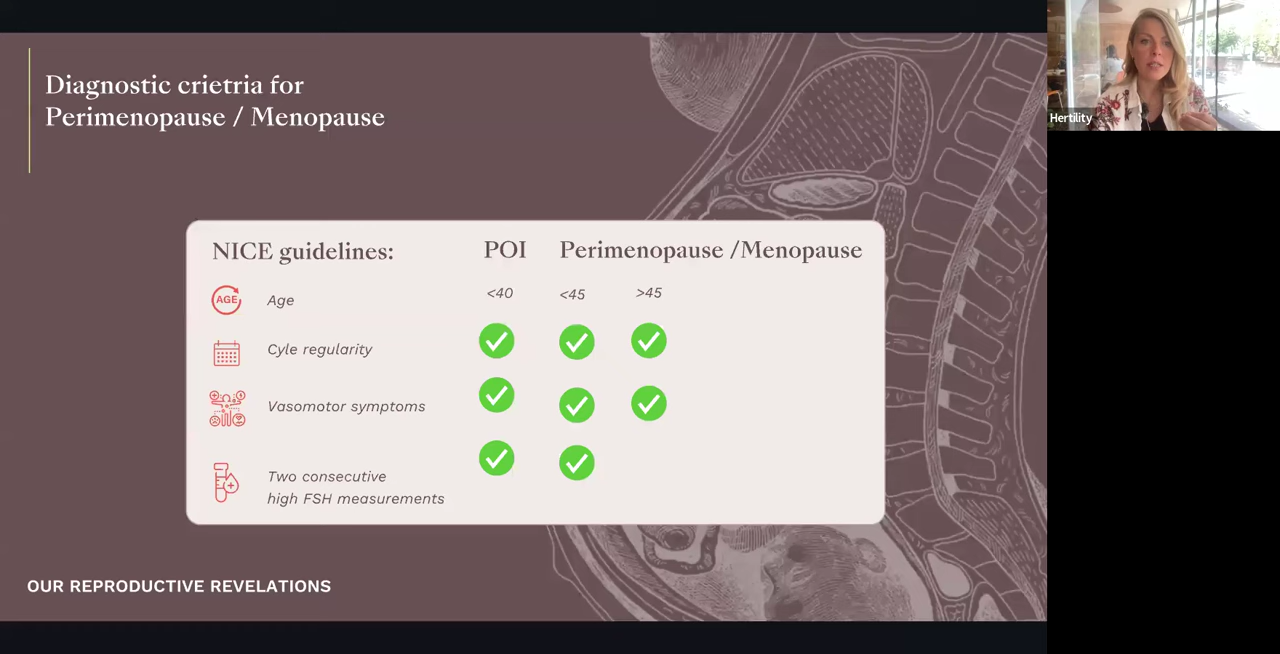 Diagnostic crietria for
Perimenopause / Menopause
NICE guidelines:
POI
Perimenopause /Menopause
AGE
Age
<40
<45
>45
Cyle regularity
Vasomotor symptoms
Two consecutive
high FSH measurements
OUR REPRODUCTIVE REVELATIONS
Hertility